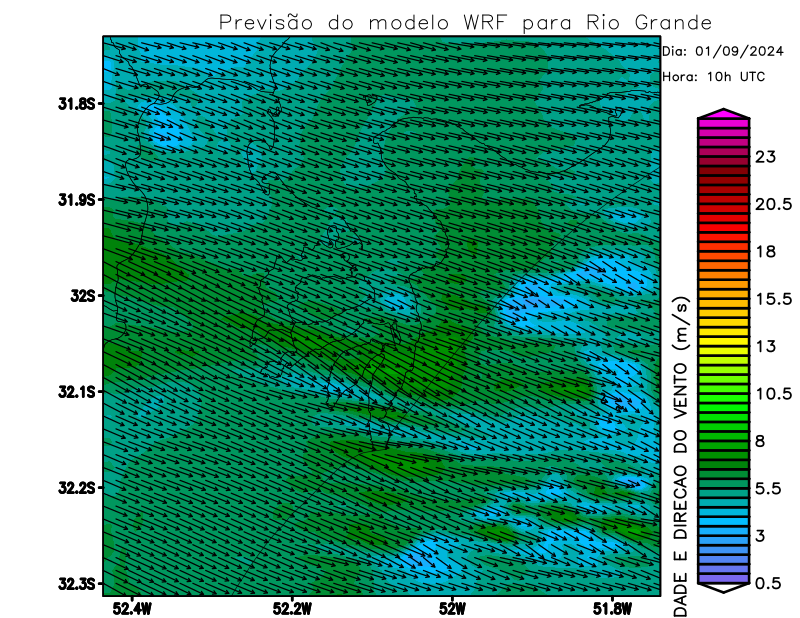 Previsão do modelo WRF para Rio Grande
Dia: 01/09/2024
Hora: 10h UTC
31.8S
31.9S
32S
32.1S
32.2S
32.3S
52.4W
52.2W
52W
51.8W
23
20.5
18
15.5
13
10.5
8
5.5
3
0.5
DADE E DIRECAO DO VENTO (m/s)